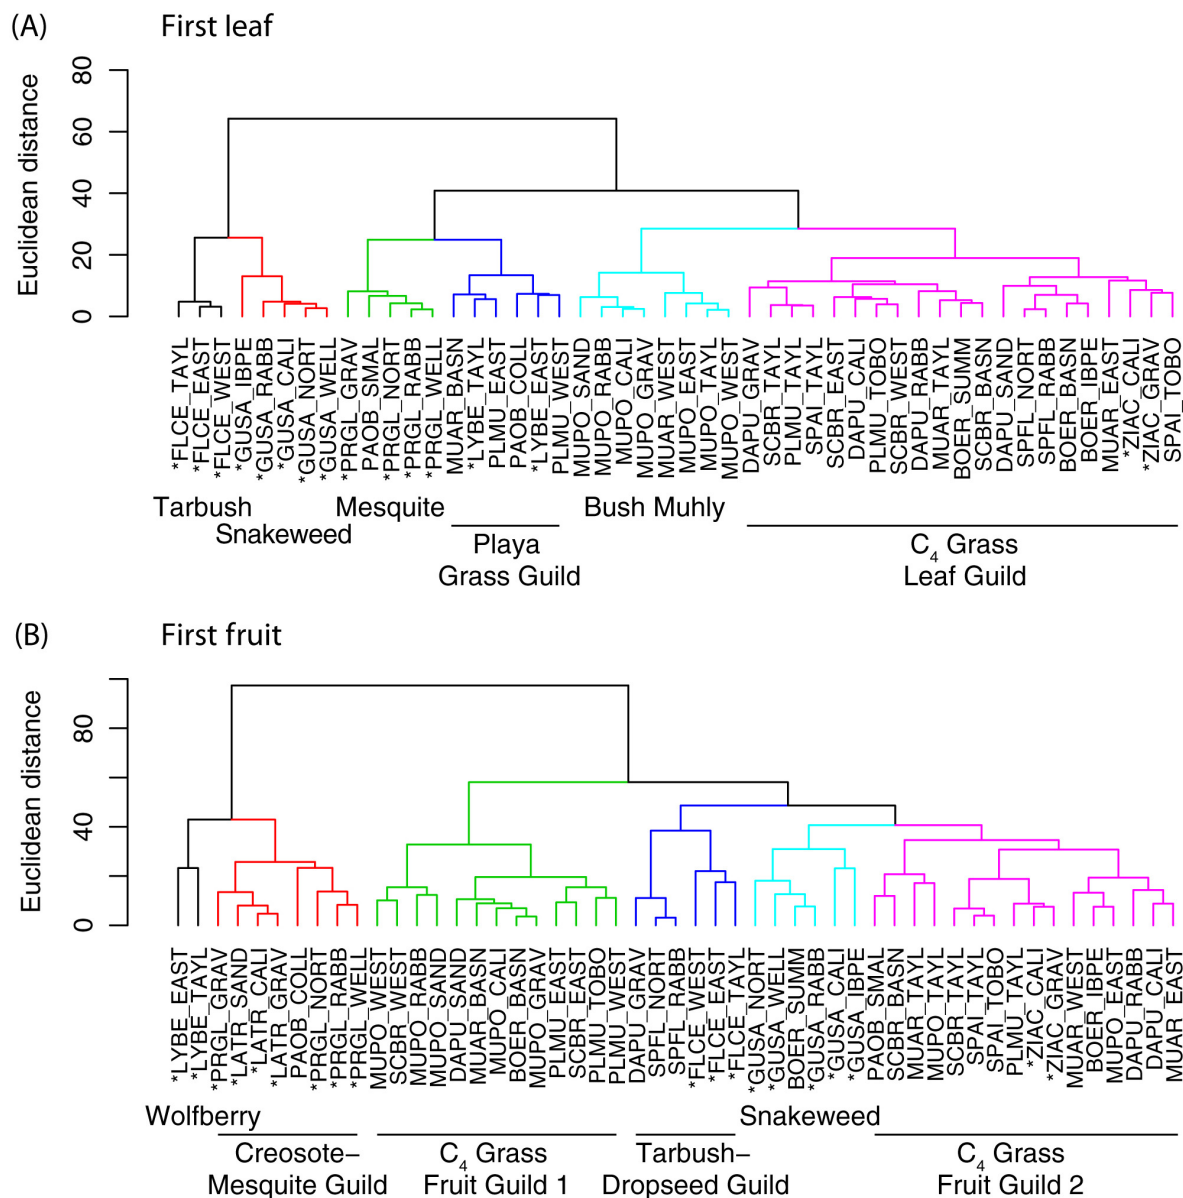 (A) First leaf
Euclidean distance
80
60
40
20
0
*FLCE_TAYL
*FLCE_EAST
*FLCE_WEST
*GUSA_IBPE
*GUSA_RABB
*GUSA_CALI
*GUSA_NORT
*GUSA_WELL
*PRGL_GRAV
PAOB_SMAL
*PRGL_NORT
*PRGL_RABB
*PRGL_WELL
MUAR_BASN
*LYBE_TAYL
PLMU_EAST
PAOB_COLL
*LYBE_EAST
PLMU_WEST
MUPO_SAND
MUPO_RABB
MUPO_CALI
MUPO_GRAV
MUAR_WEST
MUPO_EAST
MUPO_TAYL
MUPO_WEST
DAPU_GRAV
SCBR_TAYL
PLMU_TAYL
SPAI_TAYL
SCBR_EAST
DAPU_CALI
PLMU_TOBO
SCBR_WEST
DAPU_RABB
MUAR_TAYL
BOER_SUMM
SCBR_BASN
DAPU_SAND
SPFL_NORT
SPFL_RABB
BOER_BASN
BOER_IBPE
MUAR_EAST
*ZIAC_CALI
*ZIAC_GRAV
SPAI_TOBO
Tarbush
Snakeweed
Mesquite
Playa
Grass Guild
Bush Muhly
C4 Grass
Leaf Guild
(B) First fruit
Euclidean distance
80
40
0
*LYBE_EAST
*LYBE_TAYL
*PRGL_GRAV
*LATR_SAND
*LATR_CALI
*LATR_GRAV
PAOB_COLL
*PRGL_NORT
*PRGL_RABB
*PRGL_WELL
MUPO_WEST
SCBR_WEST
MUPO_RABB
MUPO_SAND
DAPU_SAND
MUAR_BASN
MUPO_CALI
BOER_BASN
MUPO_GRAV
PLMU_EAST
SCBR_EAST
PLMU_TOBO
PLMU_WEST
DAPU_GRAV
SPFL_NORT
SPFL_RABB
*FLCE_WEST
*FLCE_EAST
*FLCE_TAYL
*GUSA_NORT
*GUSA_WELL
BOER_SUMM
*GUSA_RABB
*GUSA_CALI
*GUSA_IBPE
PAOB_SMAL
SCBR_BASN
MUAR_TAYL
MUPO_TAYL
SCBR_TAYL
SPAI_TAYL
SPAI_TOBO
PLMU_TAYL
*ZIAC_CALI
*ZIAC_GRAV
MUAR_WEST
BOER_IBPE
MUPO_EAST
DAPU_RABB
DAPU_CALI
MUAR_EAST
Wolfberry
Creosote–
Mesquite Guild
C4 Grass
Fruit Guild 1
Tarbush–
Dropseed Guild
Snakeweed
C4 Grass
Fruit Guild 2